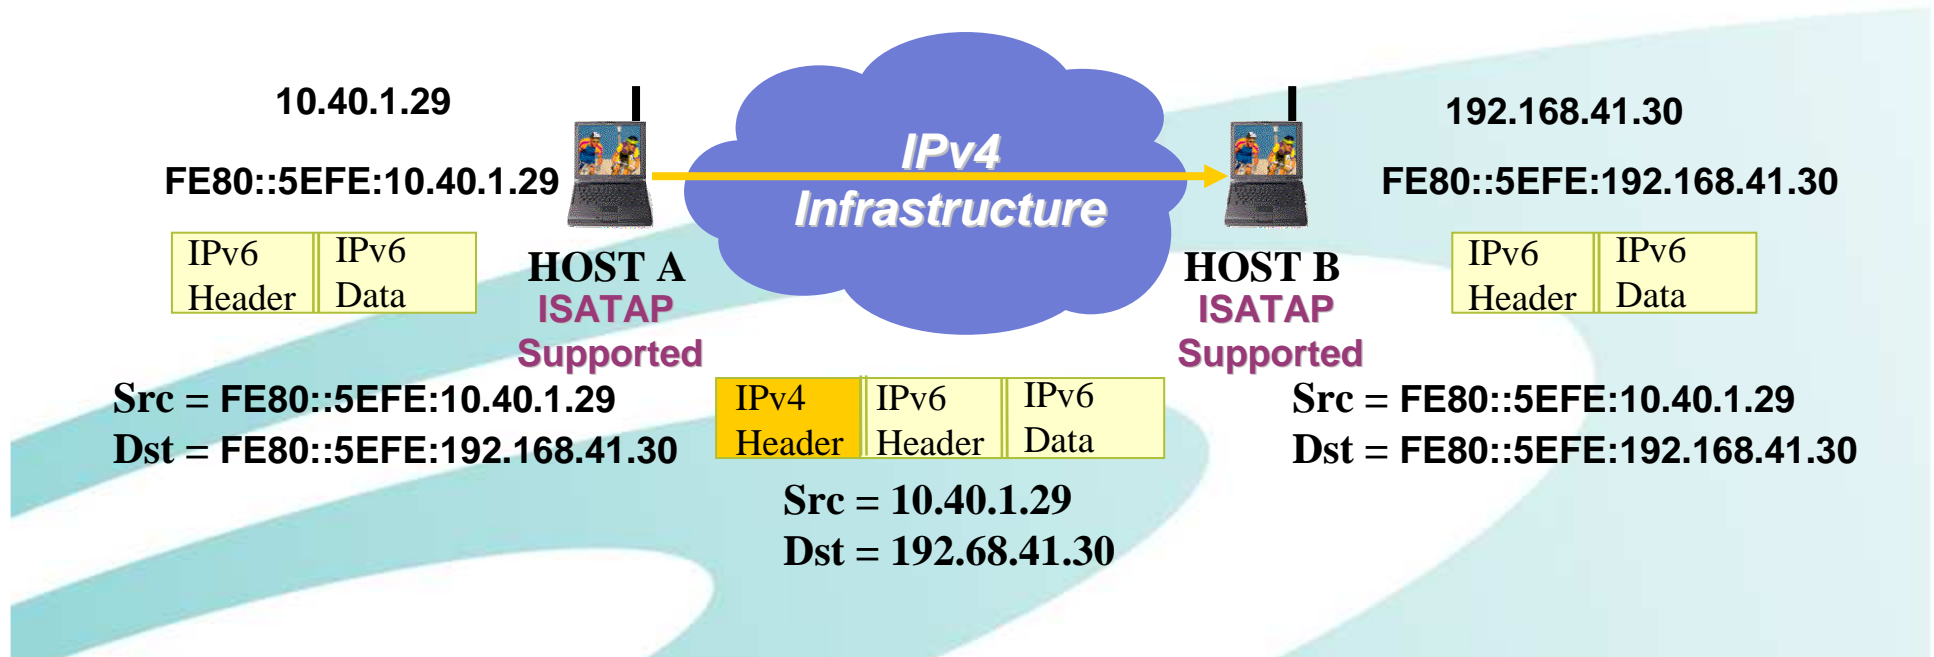 10.40.1.29
FE80::5EFE:10.40.1.29
IPv6
Header
IPv6
Data
HOST A
ISATAP
Supported
Src = FE80::5EFE:10.40.1.29
Dst = FE80::5EFE:192.168.41.30
IPv4
Infrastructure
IPv4
Header
IPv6
Header
IPv6
Data
Src = 10.40.1.29
Dst = 192.68.41.30
192.168.41.30
FE80::5EFE:192.168.41.30
HOST B
ISATAP
Supported
IPv6
Header
IPv6
Data
Src = FE80::5EFE:10.40.1.29
Dst = FE80::5EFE:192.168.41.30